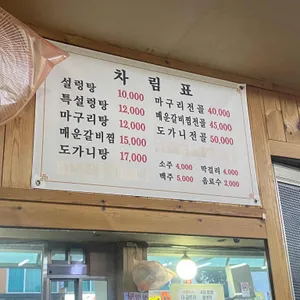 차림표
설렁탕 10,000
특설렁탕 12,000
마구리탕 12,000
매운갈비찜 15,000
도가니탕 17,000
마구리전골 40,000
매운갈비찜전골 45,000
도가니전골 50,000
소주 4,000 막걸리 4,000
맥주 5,000 음료수 2,000